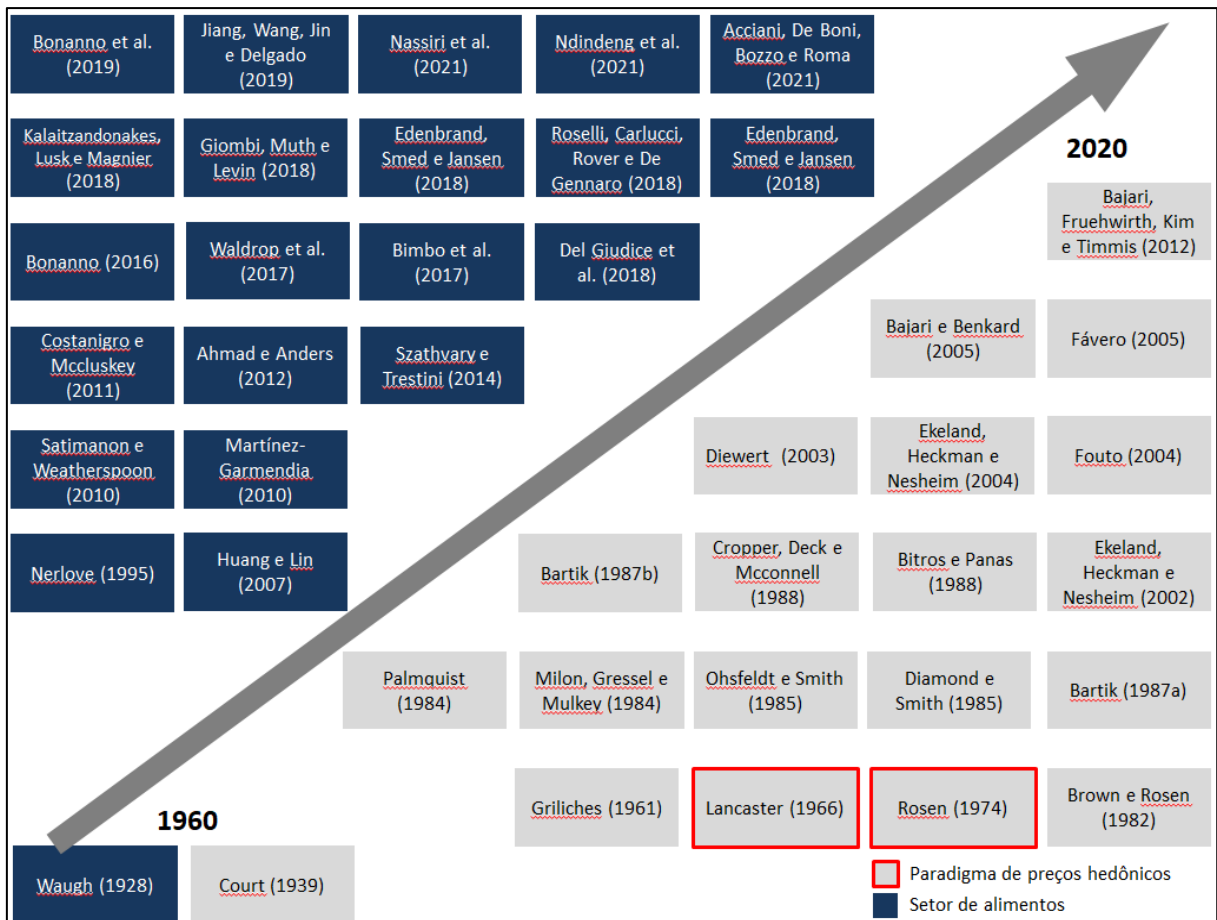 Bonanno et al.
(2019)
Jiang, Wang, Jin
e Delgado
(2019)
Nassiri et al.
(2021)
Ndindeng et al.
(2021)
Acciani, De Boni,
Bozzo e Roma
(2021)
Kalaitzandonakes,
Lusk e Magnier
(2018)
Giombi, Muth e
Levin (2018)
Edenbrand,
Smed e Jansen
(2018)
Roselli, Carlucci,
Rover e De
Gennaro (2018)
Edenbrand,
Smed e Jansen
(2018)
2020
Bajari,
Fruehwirth, Kim
e Timmis (2012)
Bonanno (2016)
Waldrop et al.
(2017)
Bimbo et al.
(2017)
Del Giudice et
al. (2018)
Costanigro e
Mccluskey
(2011)
Ahmad e Anders
(2012)
Szathvary e
Trestini (2014)
Bajari e Benkard
(2005)
Fávero (2005)
Satimanon e
Weatherspoon
(2010)
Martínez-
Garmendia
(2010)
Diewert (2003)
Ekeland,
Heckman e
Nesheim (2004)
Fouto (2004)
Nerlove (1995)
Huang e Lin
(2007)
Bartik (1987b)
Cropper, Deck e
Mcconnell
(1988)
Bitros e Panas
(1988)
Ekeland,
Heckman e
Nesheim (2002)
Palmquist
(1984)
Milon, Gressel e
Mulkey (1984)
Ohsfeldt e Smith
(1985)
Diamond e
Smith (1985)
Bartik (1987a)
1960
Griliches (1961)
Lancaster (1966)
Rosen (1974)
Brown e Rosen
(1982)
Waugh (1928)
Court (1939)
Paradigma de preços hedônicos
Setor de alimentos